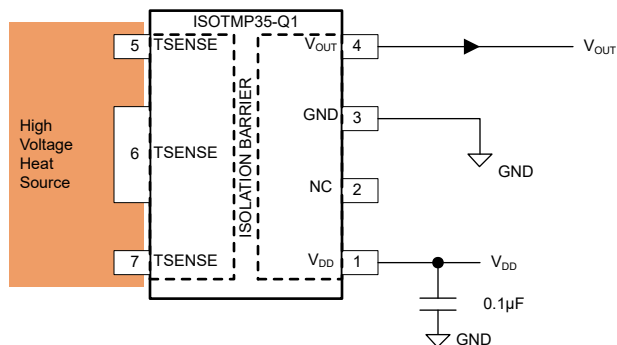 ISOTMP35-Q1
5 TSENSE
VOUT 4
VOUT
GND 3
High
Voltage
Heat
Source
6 TSENSE
ISOLATION BARRIER
GND
NC 2
7 TSENSE
VDD 1
VDD
0.1µF
GND